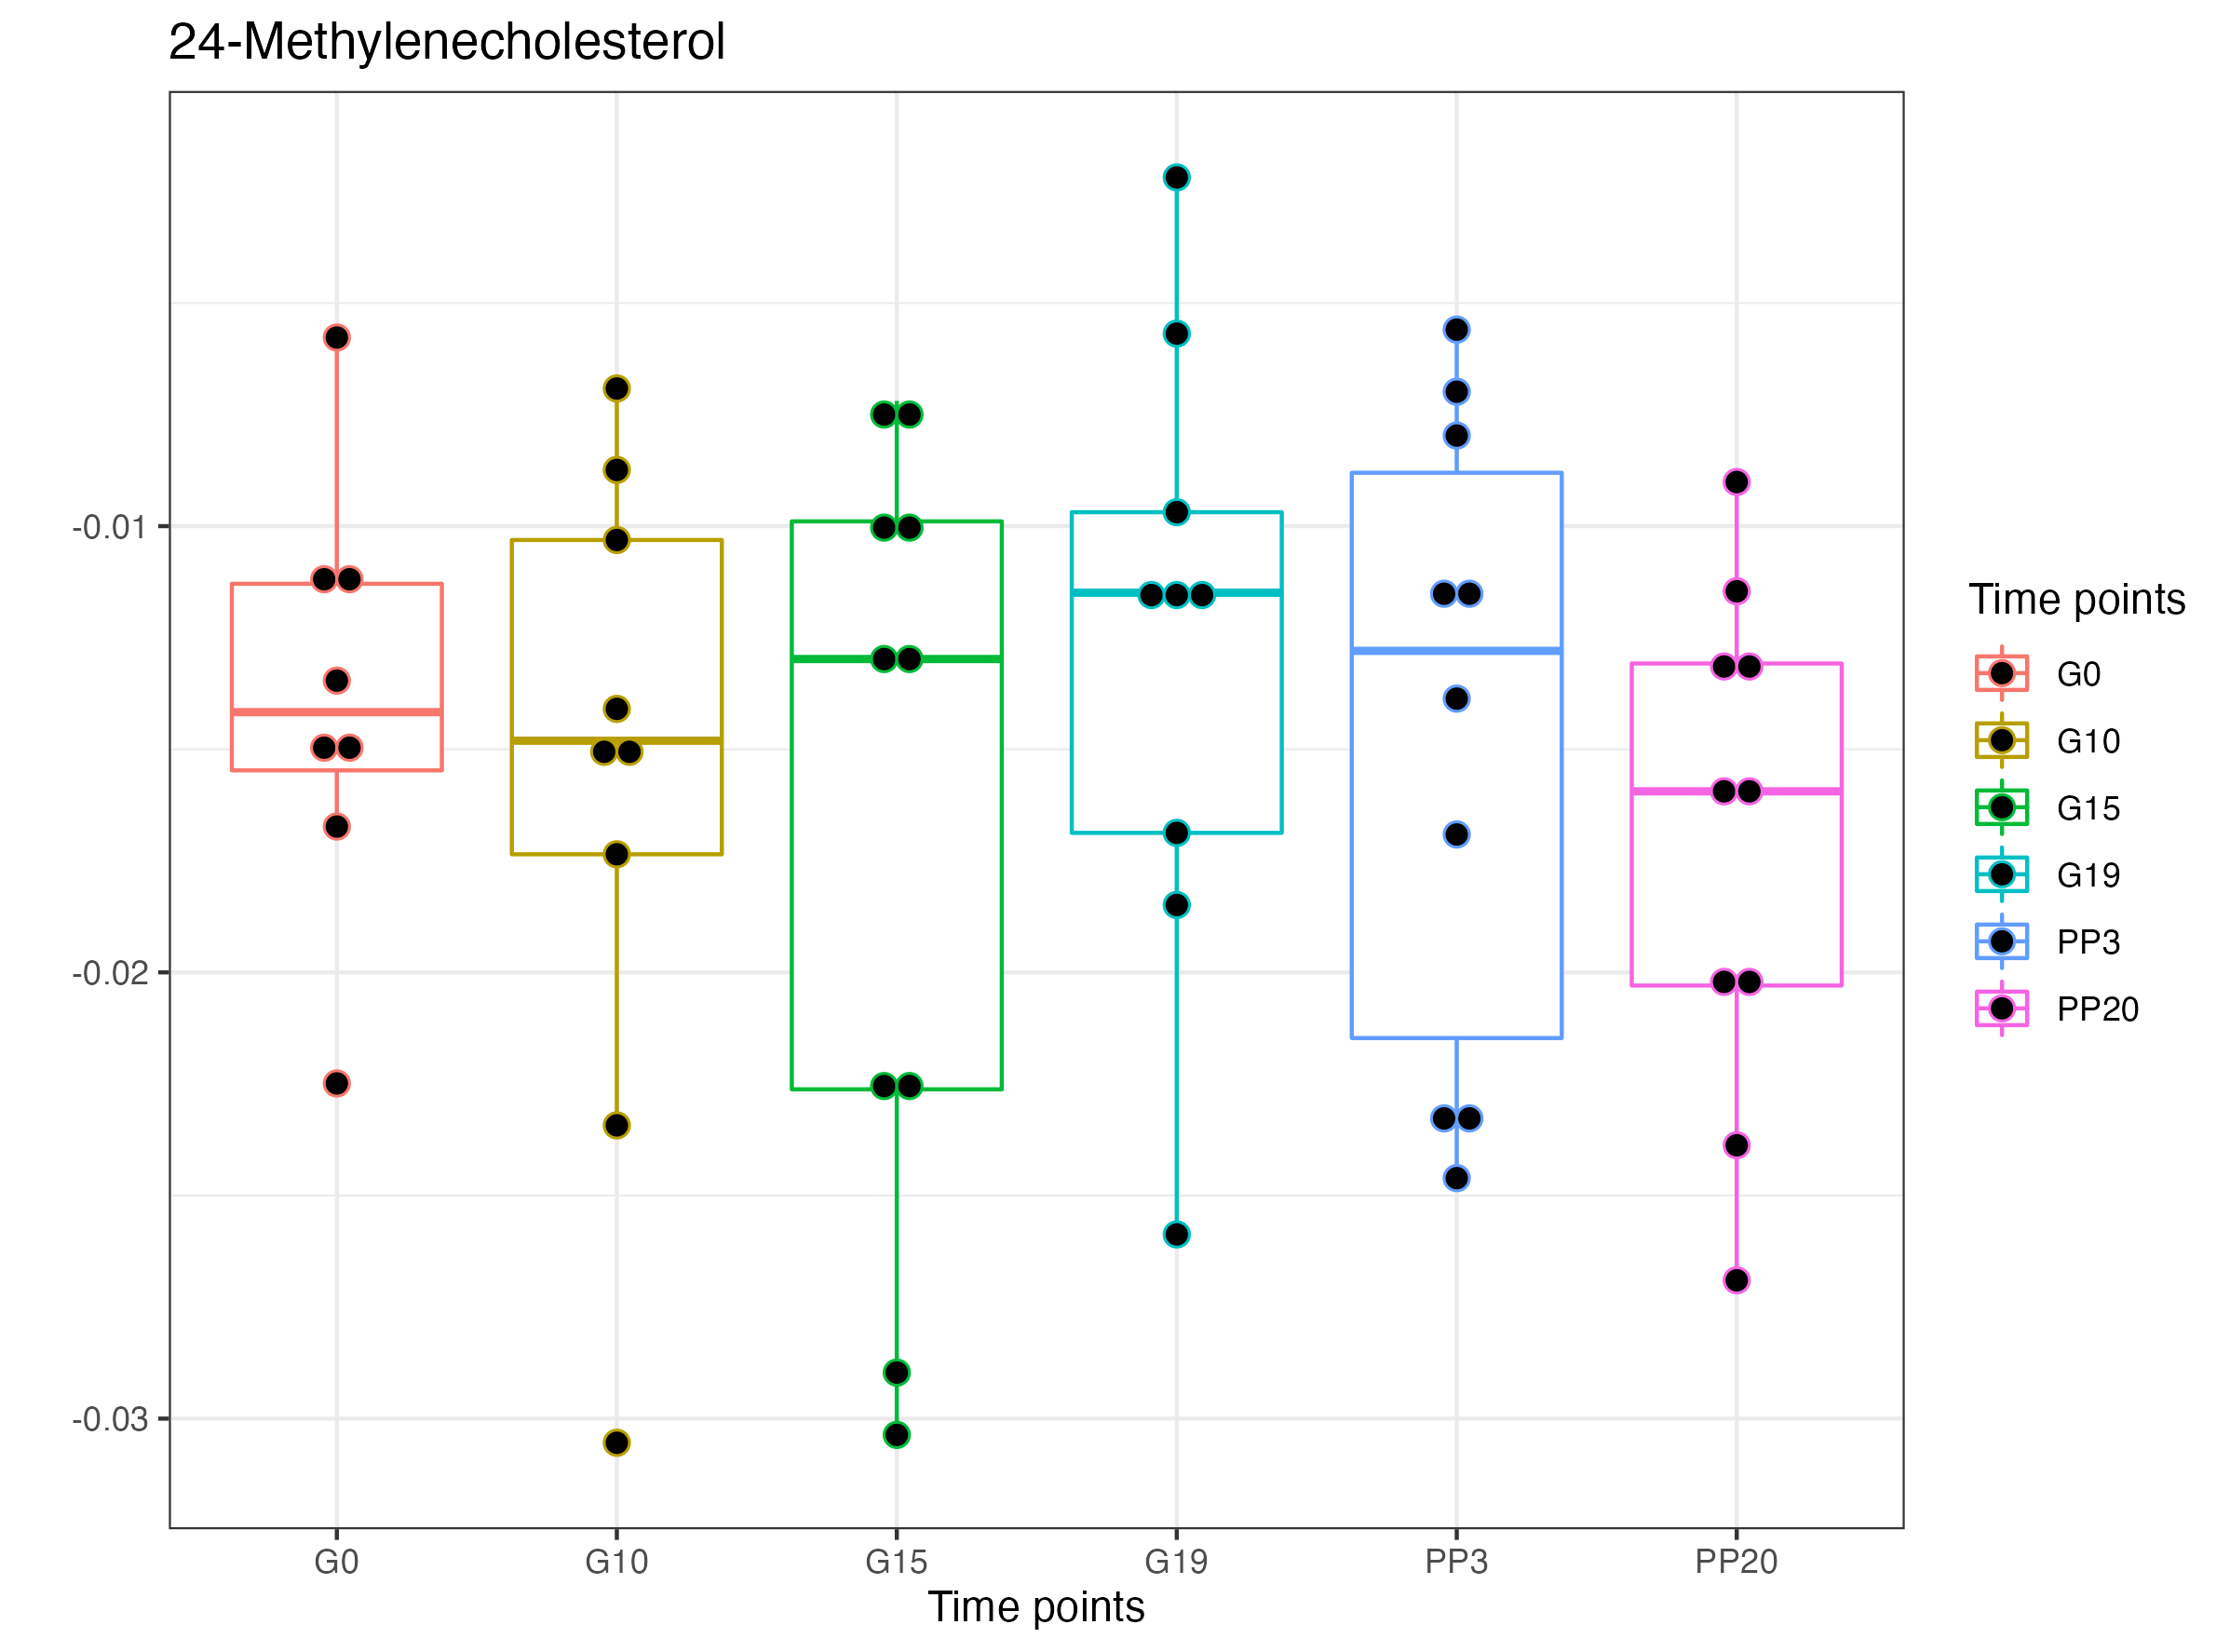 24-Methylenecholesterol
-0.01
-0.02
-0.03
G0 G10 G15 G19 PP3 PP20
Time points
Time points
G0
G10
G15
G19
PP3
PP20